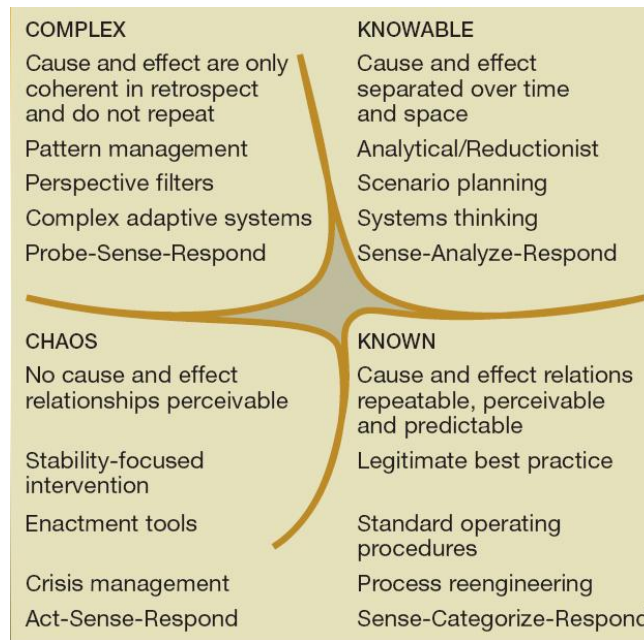 COMPLEX
Cause and effect are only
coherent in retrospect
and do not repeat
Pattern management
Perspective filters
Complex adaptive systems
Probe-Sense-Respond
KNOWABLE
Cause and effect
separated over time
and space
Analytical/Reductionist
Scenario planning
Systems thinking
Sense-Analyze-Respond
CHAOS
No cause and effect
relationships perceivable
Stability-focused
intervention
Enactment tools
Crisis management
Act-Sense-Respond
KNOWN
Cause and effect relations
repeatable, perceivable
and predictable
Legitimate best practice
Standard operating
procedures
Process reengineering
Sense-Categorize-Respond